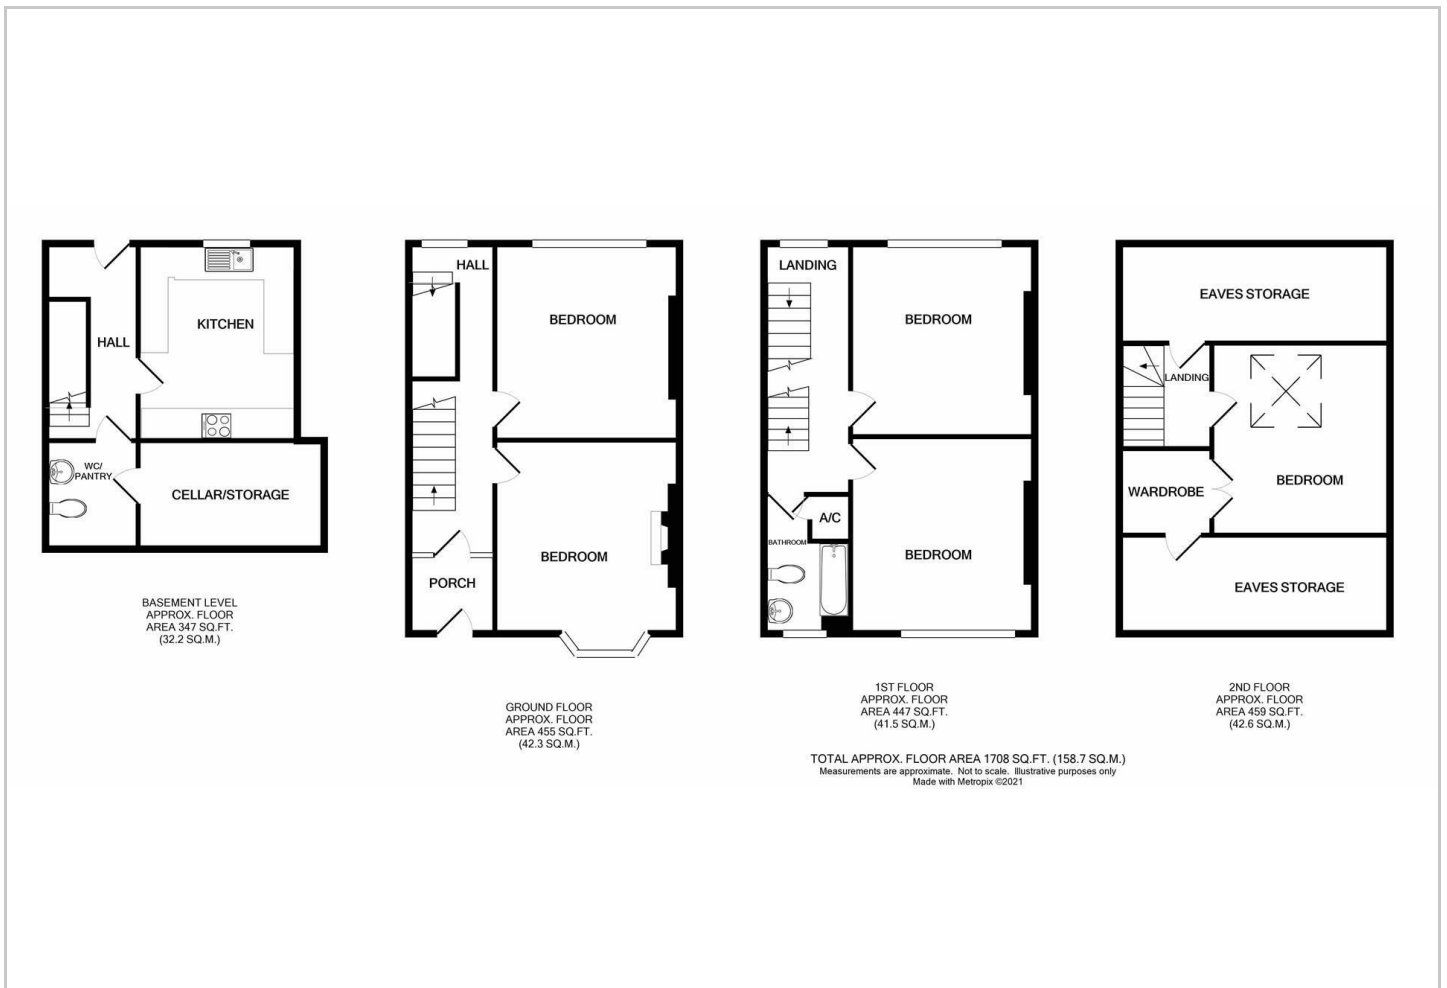 HALL
KITCHEN
WC/
PANTRY
CELLAR/STORAGE
BASEMENT LEVEL
APPROX. FLOOR
AREA 347 SQ.FT.
(32.2 SQ.M.)
HALL
BEDROOM
BEDROOM
PORCH
GROUND FLOOR
APPROX. FLOOR
AREA 455 SQ.FT.
(42.3 SQ.M.)
LANDING
BEDROOM
A/C
BATHROOM
BEDROOM
1ST FLOOR
APPROX. FLOOR
AREA 447 SQ.FT.
(41.5 SQ.M.)
EAVES STORAGE
LANDING
BEDROOM
WARDROBE
EAVES STORAGE
2ND FLOOR
APPROX. FLOOR
AREA 459 SQ.FT.
(42.6 SQ.M.)
TOTAL APPROX. FLOOR AREA 1708 SQ.FT. (158.7 SQ.M.)
Measurements are approximate. Not to scale. Illustrative purposes only
Made with Metropix ©2021